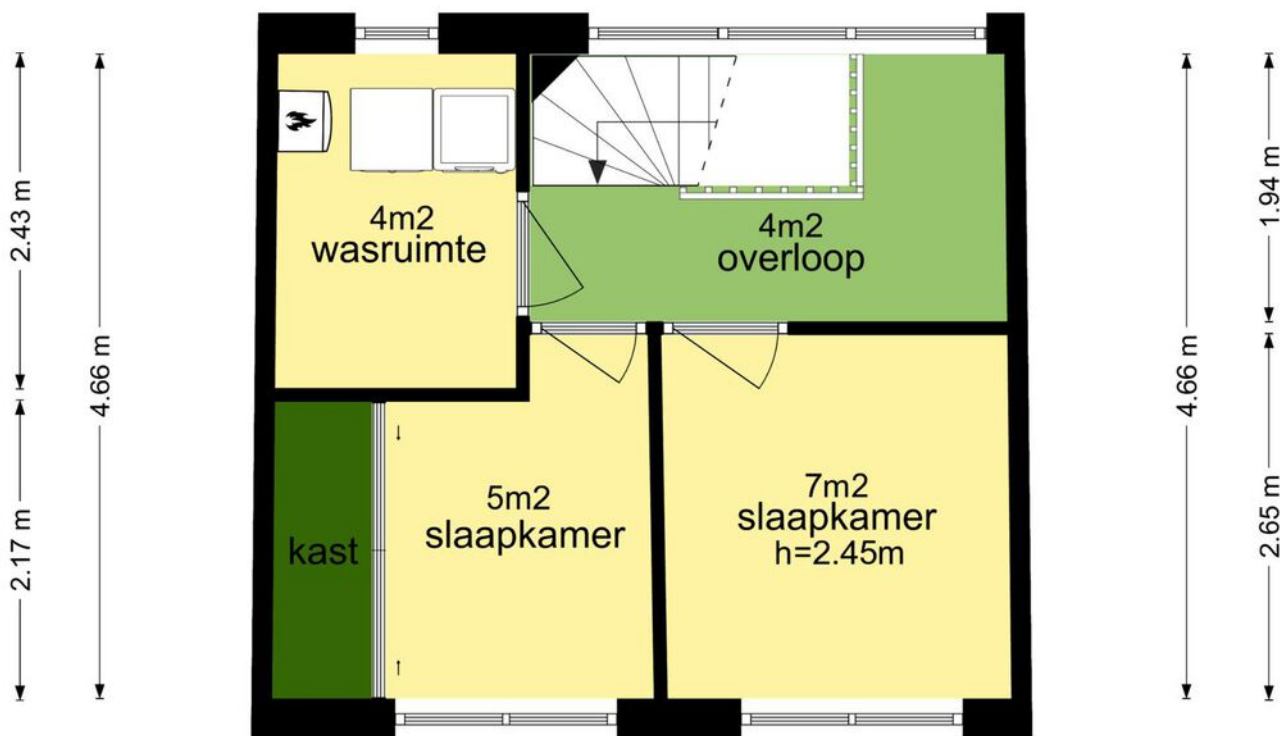 4m2
wasruimte
4m2
overloop
5m2
slaapkamer
7m2
slaapkamer
h=2.45m
kast
2.43 m
2.17 m
4.66 m
4.66 m
1.94 m
2.65 m